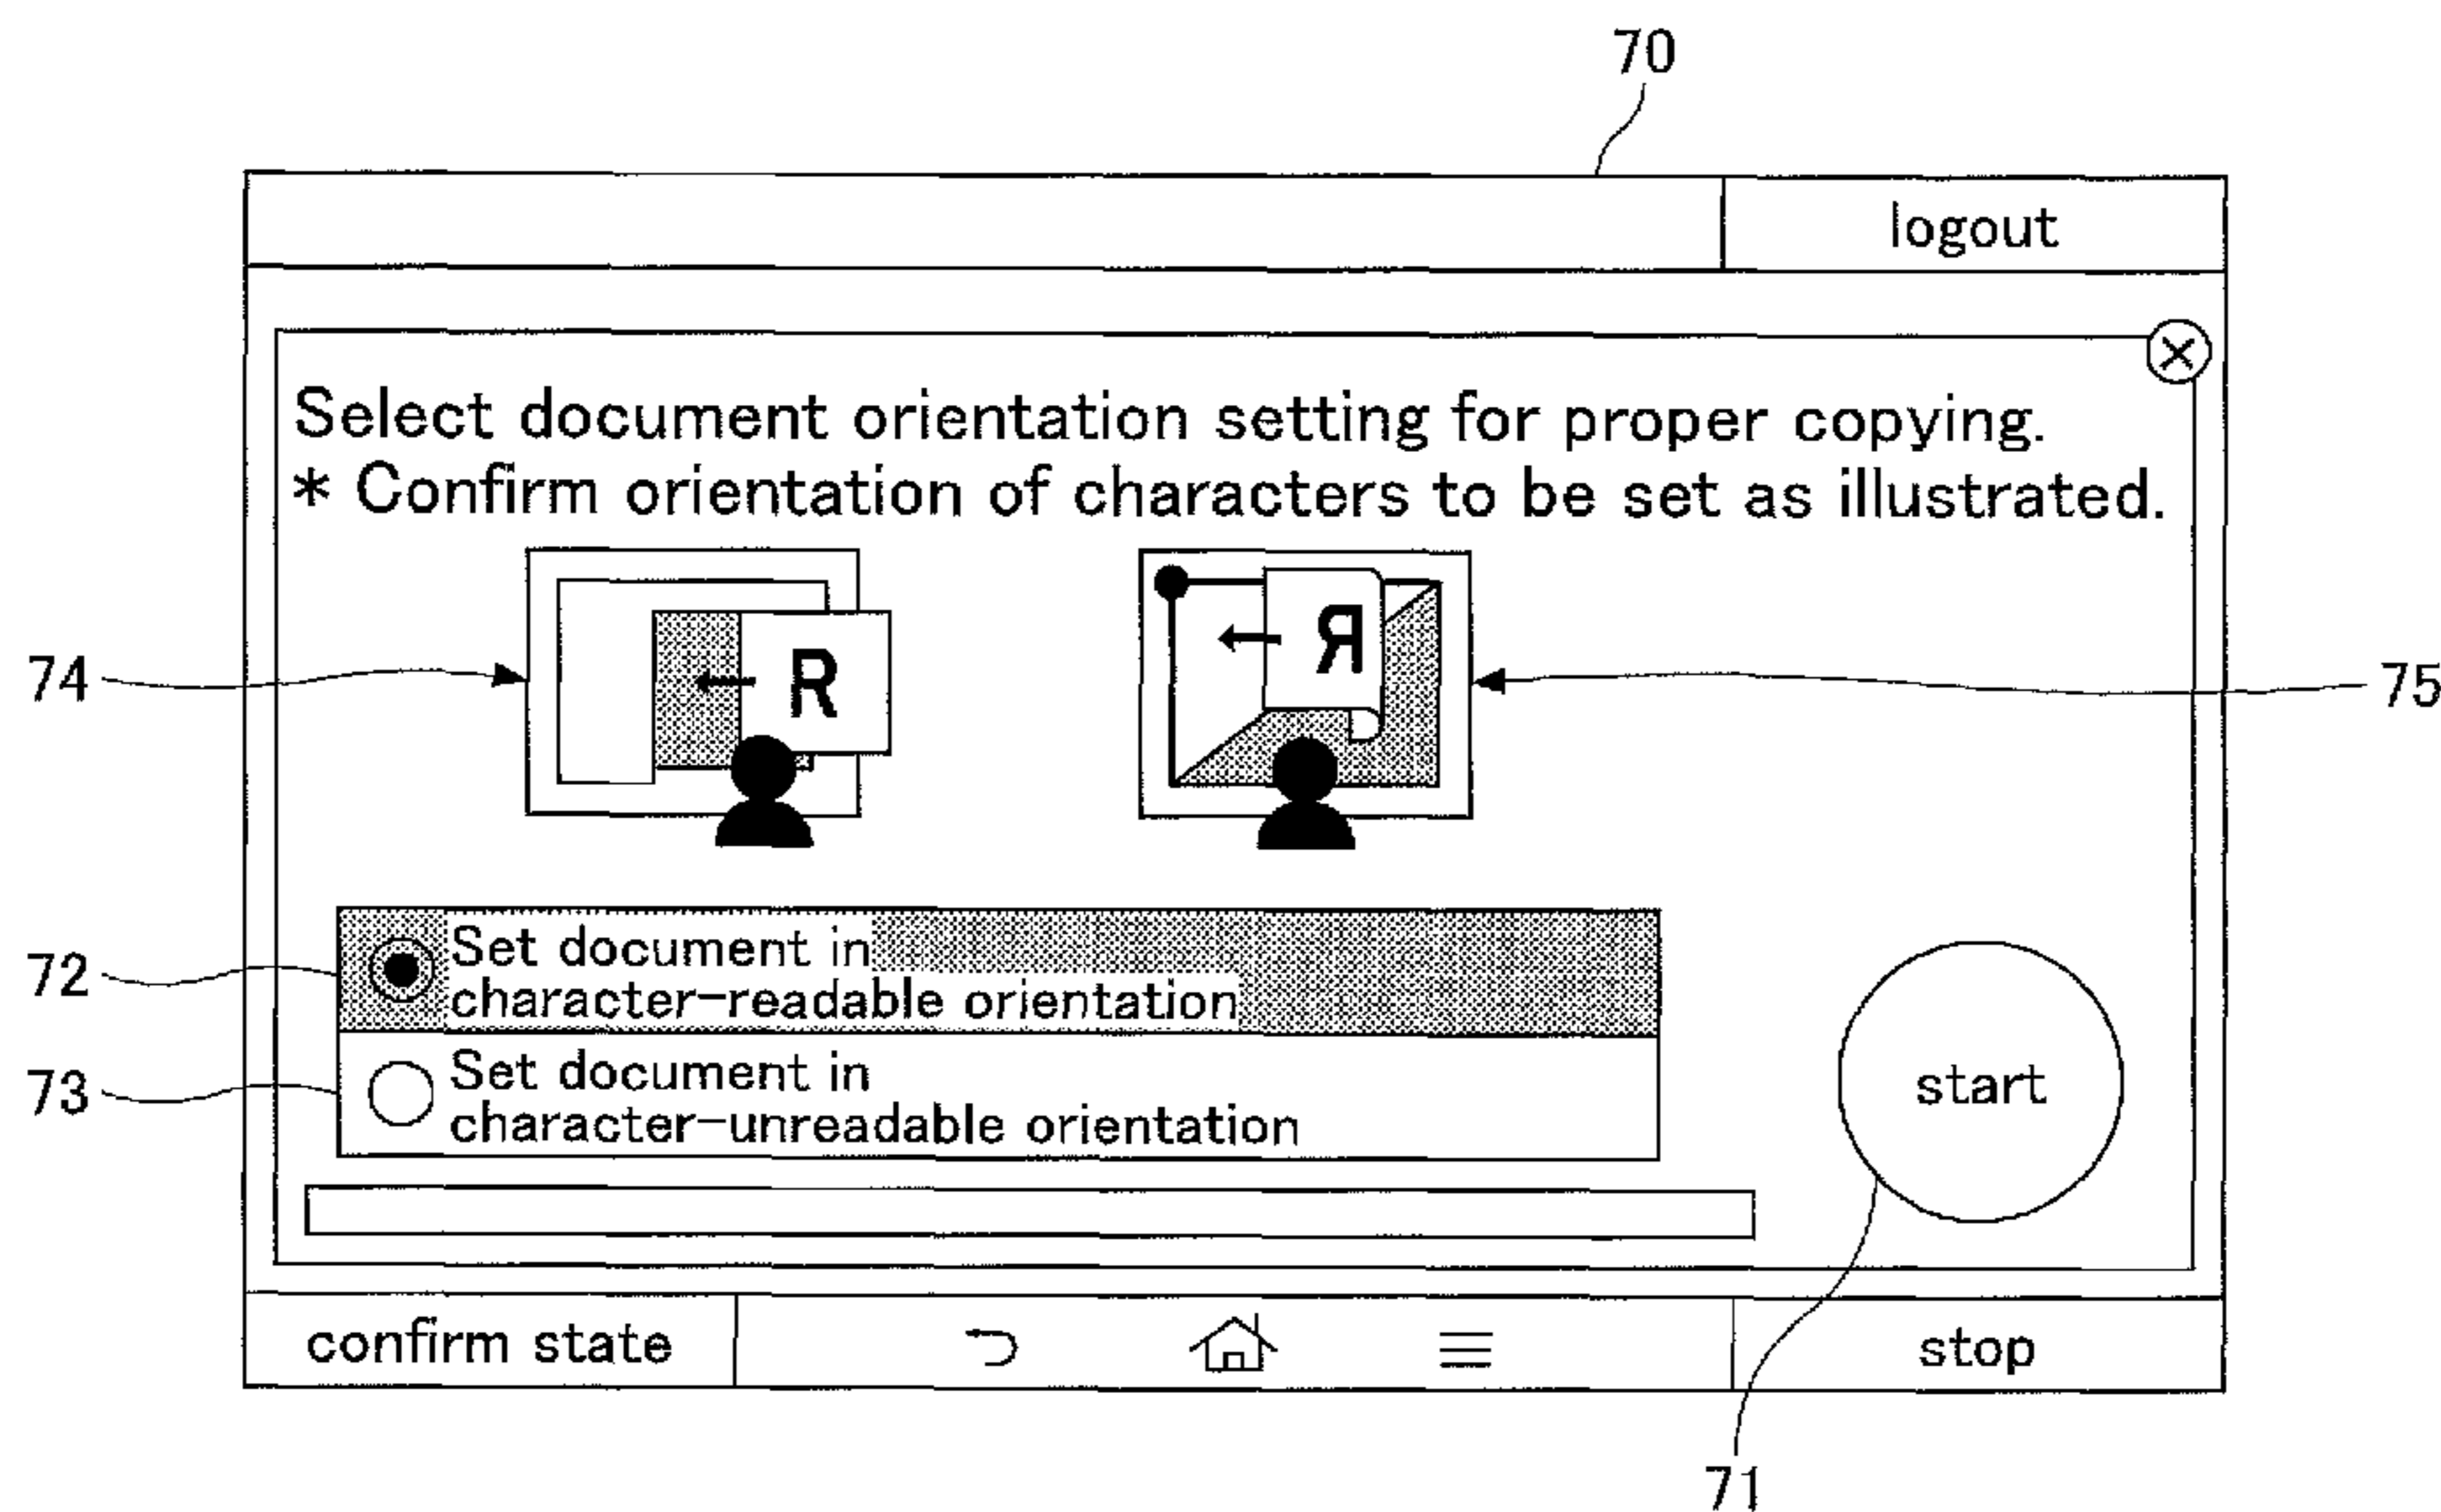 70
logout
Select document orientation setting for proper copying.
* Confirm orientation of characters to be set as illustrated.
74
R
Я
75
72
Set document in
character-readable orientation
73
Set document in
character-unreadable orientation
start
confirm state
stop
71